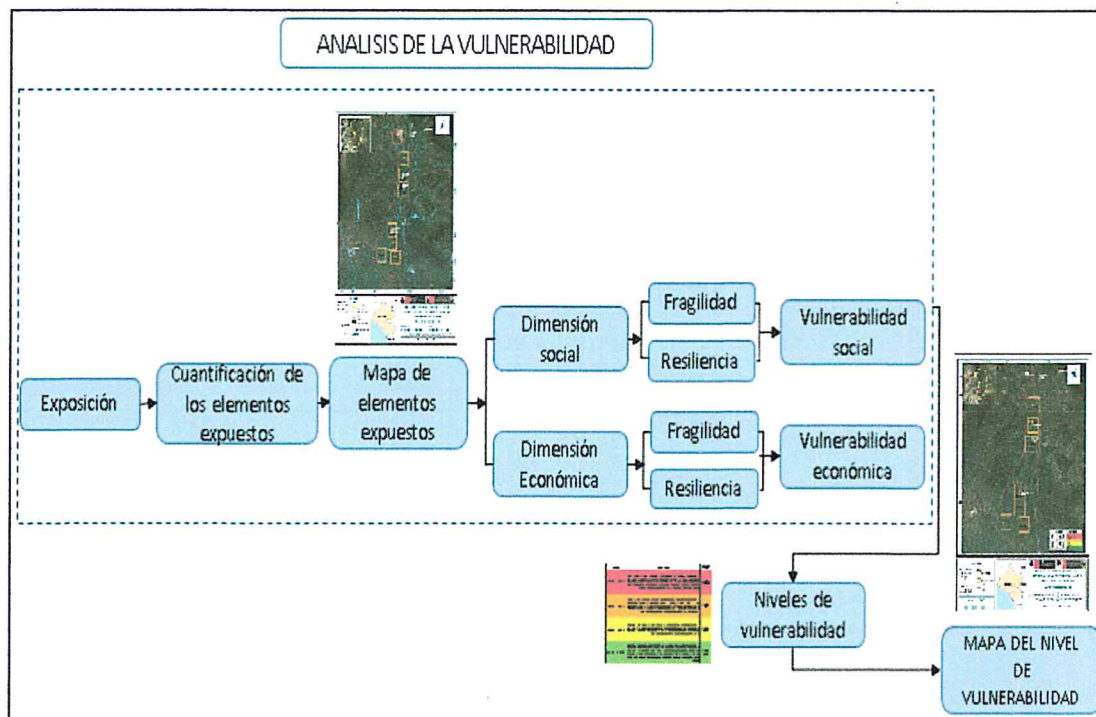 ANALISIS DE LA VULNERABILIDAD
Exposición
Cuantificación de
los elementos
expuestos
Mapa de
elementos
expuestos
Dimensión
social
Fragilidad
Resiliencia
Vulnerabilidad
social
Dimensión
Económica
Fragilidad
Resiliencia
Vulnerabilidad
económica
Niveles de
vulnerabilidad
MAPA DEL NIVEL
DE
VULNERABILIDAD